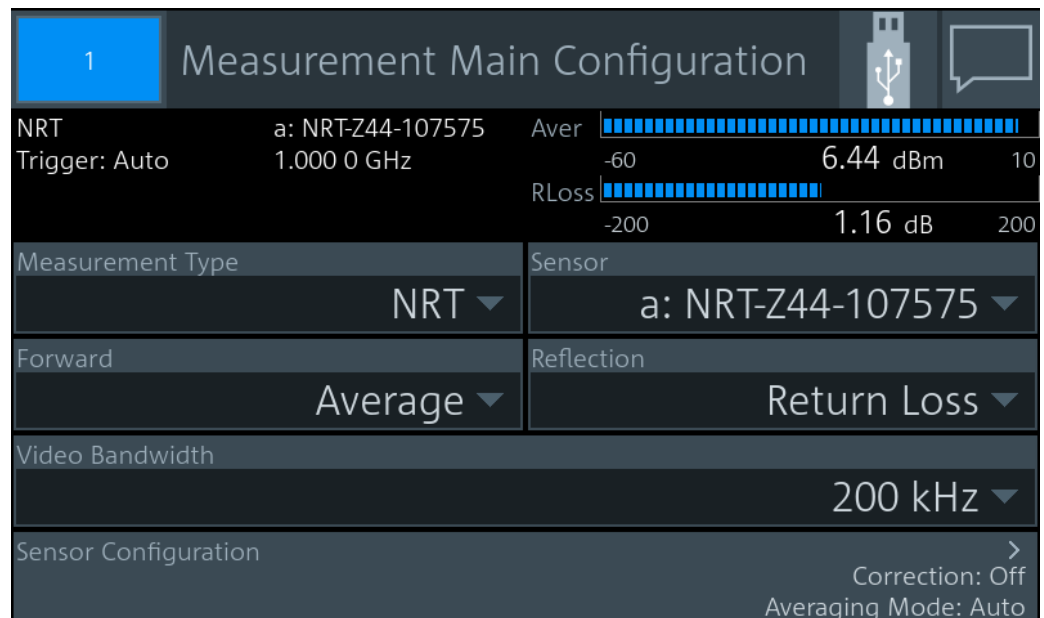 1
Measurement Main Configuration
NRT a: NRT-Z44-107575 Aver
Trigger: Auto 1.000 0 GHz -60 6.44 dBm 10
RLoss
-200 1.16 dB 200
Measurement Type Sensor
NRT a: NRT-Z44-107575
Forward Reflection
Average Return Loss
Video Bandwidth
200 kHz
Sensor Configuration >
Correction: Off
Averaging Mode: Auto